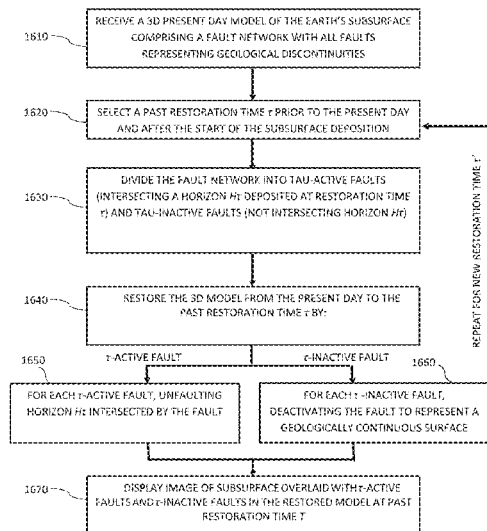 1610
RECEIVE A 3D PRESENT DAY MODEL OF THE EARTH'S SUBSURFACE
COMPRISING A FAULT NETWORK WITH ALL FAULTS
REPRESENTING GEOLOGICAL DISCONTINUITIES
1620
SELECT A PAST RESTORATION TIME τ PRIOR TO THE PRESENT DAY
AND AFTER THE START OF THE SUBSURFACE DEPOSITION
1630
DIVIDE THE FAULT NETWORK INTO TAU-ACTIVE FAULTS
(INTERSECTING A HORIZON Hτ DEPOSITED AT RESTORATION TIME
τ) AND TAU-INACTIVE FAULTS (NOT INTERSECTING HORIZON Hτ)
REPEAT FOR NEW RESTORATION TIME τ'
1640
RESTORE THE 3D MODEL FROM THE PRESENT DAY TO THE
PAST RESTORATION TIME τ BY:
τ-ACTIVE FAULT
τ-INACTIVE FAULT
1650
FOR EACH τ-ACTIVE FAULT, UNFAULTING
HORIZON Hτ INTERSECTED BY THE FAULT
1660
FOR EACH τ -INACTIVE FAULT,
DEACTIVATING THE FAULT TO REPRESENT A
GEOLOGICALLY CONTINUOUS SURFACE
1670
DISPLAY IMAGE OF SUBSURFACE OVERLAID WITH τ-ACTIVE
FAULTS AND τ-INACTIVE FAULTS IN THE RESTORED MODEL AT PAST
RESTORATION TIME T